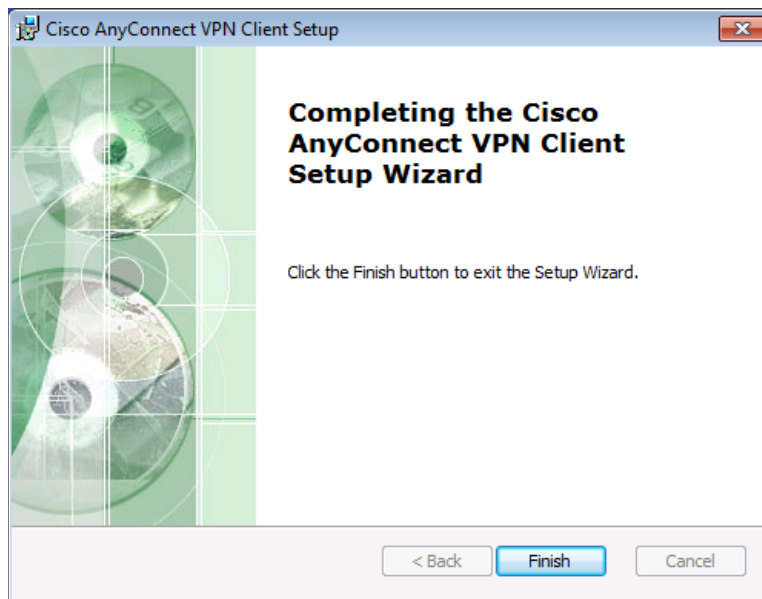 Cisco AnyConnect VPN Client Setup
Completing the Cisco
AnyConnect VPN Client
Setup Wizard
Click the Finish button to exit the Setup Wizard.
< Back Finish Cancel